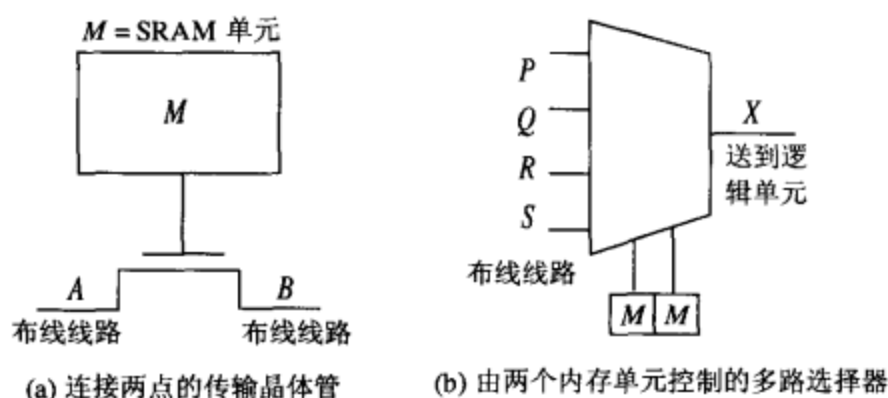 M = SRAM 单元
M
A
B
布线线路
布线线路
(a) 连接两点的传输晶体管
P
Q
R
S
布线线路
X
送到逻
辑单元
M M
(b) 由两个内存单元控制的多路选择器